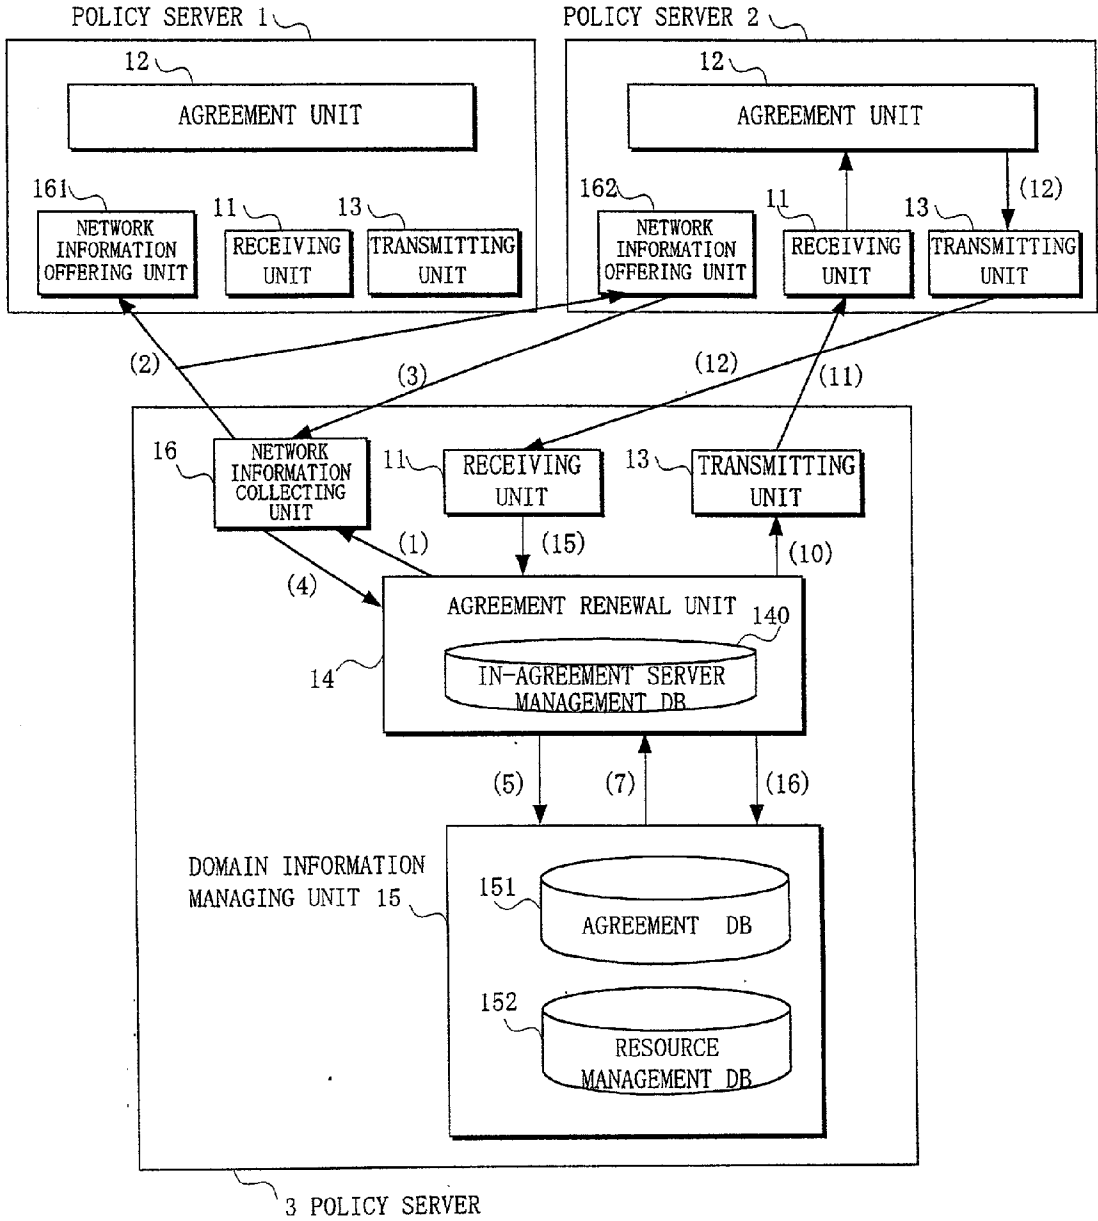 POLICY SERVER 1
POLICY SERVER 2
12
AGREEMENT UNIT
12
AGREEMENT UNIT
161
NETWORK
INFORMATION
OFFERING UNIT
11
RECEIVING
UNIT
13
TRANSMITTING
UNIT
162
NETWORK
INFORMATION
OFFERING UNIT
11
RECEIVING
UNIT
(12)
13
TRANSMITTING
UNIT
(2)
(3)
(12)
(11)
16
NETWORK
INFORMATION
COLLECTING
UNIT
11
RECEIVING
UNIT
13
TRANSMITTING
UNIT
(1)
(4)
(15)
(10)
AGREEMENT RENEWAL UNIT
140
14
IN-AGREEMENT SERVER
MANAGEMENT DB
(5)
(7)
(16)
DOMAIN INFORMATION
MANAGING UNIT 15
151
AGREEMENT DB
152
RESOURCE
MANAGEMENT DB
3 POLICY SERVER